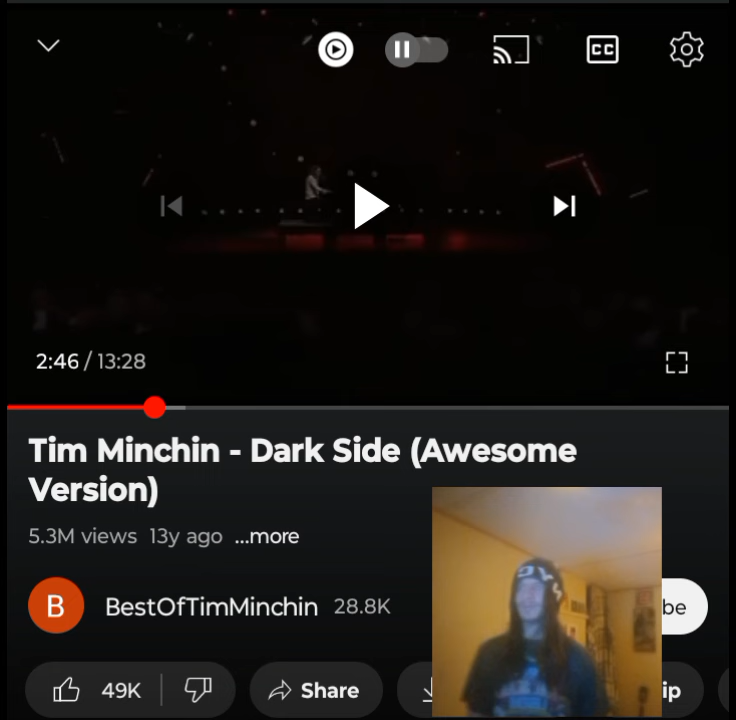 CC
2:46 / 13:28
Tim Minchin - Dark Side (Awesome
Version)
5.3M views 13y ago ...more
B BestOfTimMinchin 28.8K be
49K Share ip